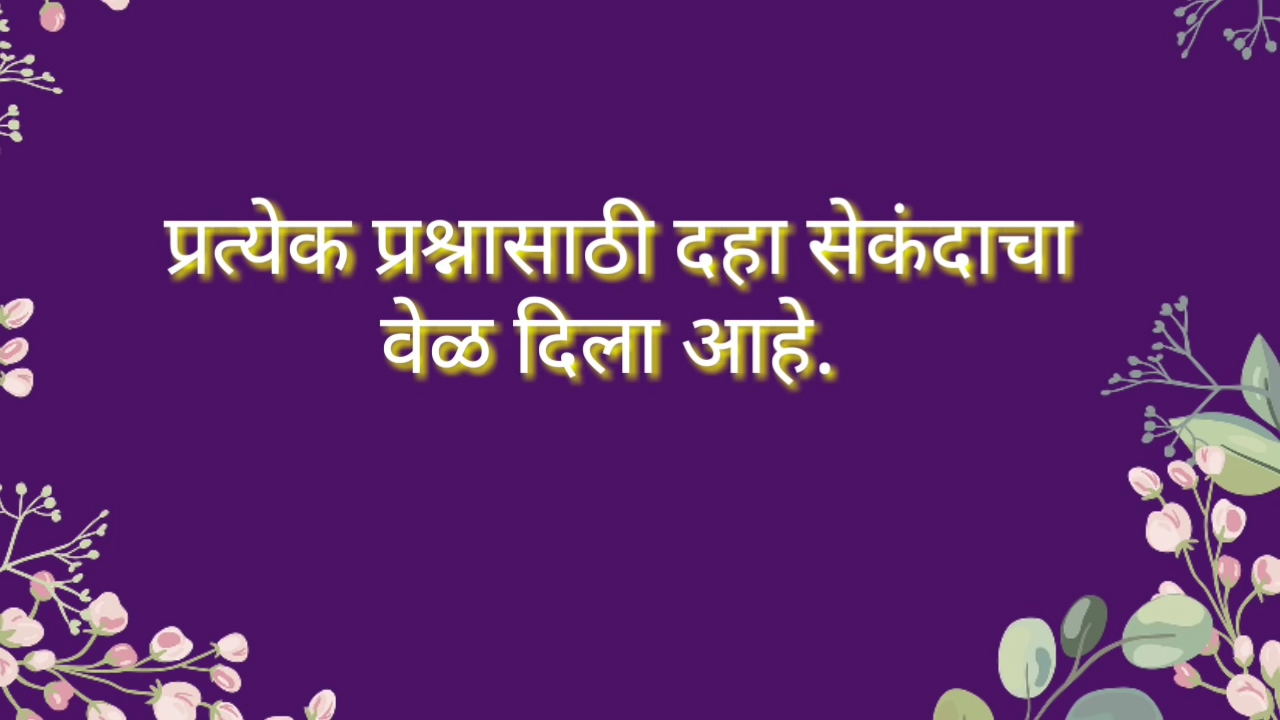 प्रत्येक प्रश्नासाठी दहा सेकंदाचा
वेळ दिला आहे.